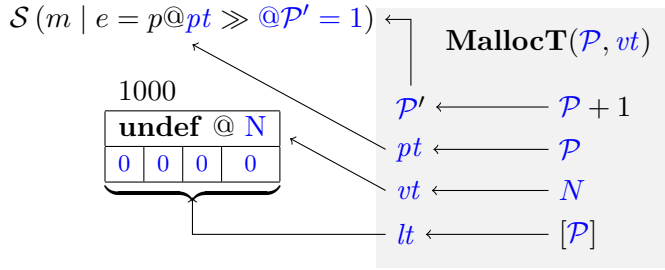 𝒮 (m | e = p@pt ≫ @𝒫′ = 1)
MallocT(𝒫, vt)
1000
undef @ N
0 0 0 0
𝒫′ 𝒫 + 1
pt 𝒫
vt N
lt [𝒫]